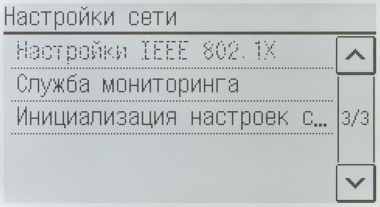 Настройки сети
Настройки IEEE 802.1X
Служба мониторинга
Инициализация настроек с…
3/3